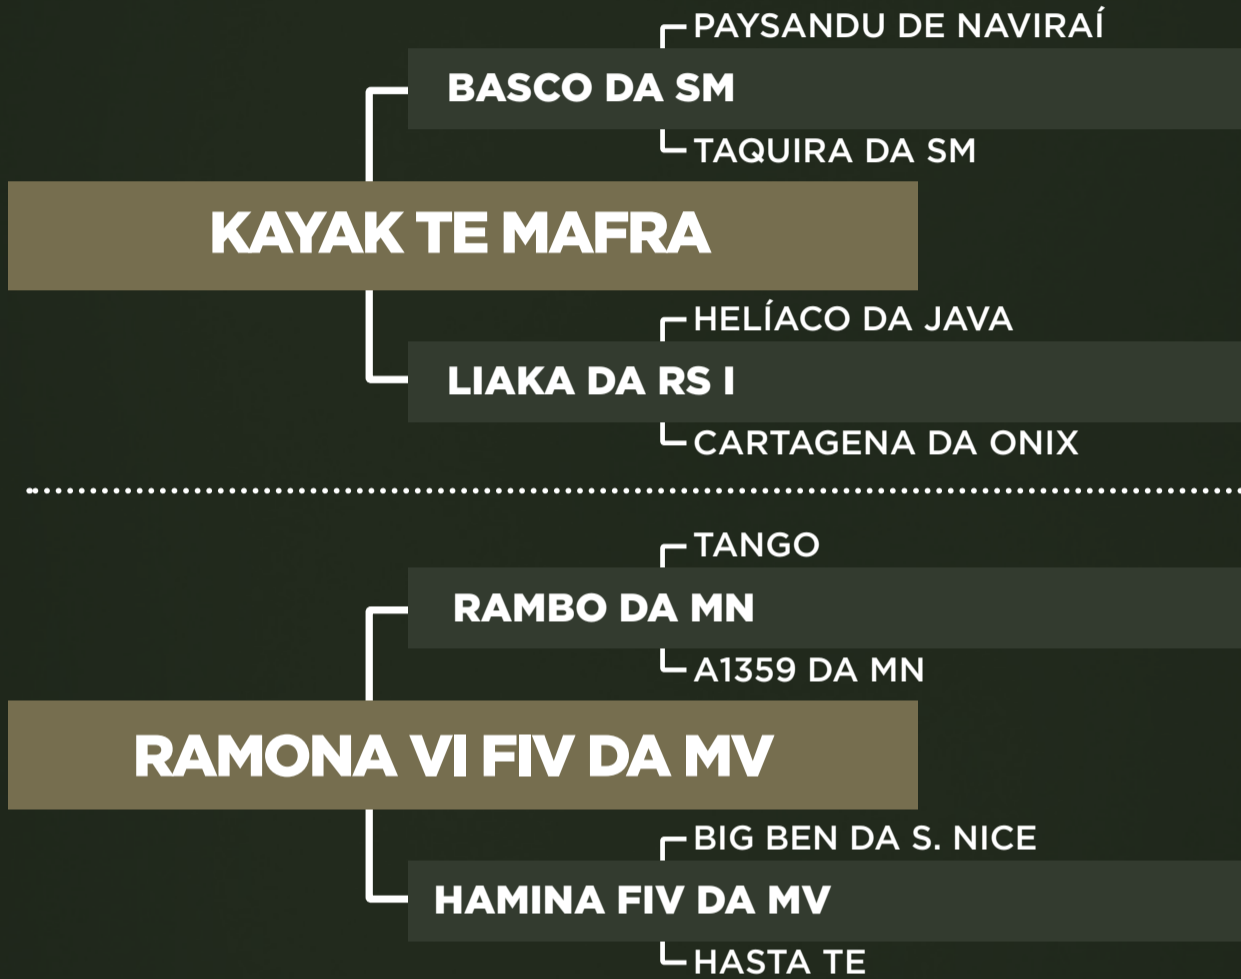 PAYSANDU DE NAVIRAÍ
BASCO DA SM
TAQUIRA DA SM
KAYAK TE MAFRA
HELÍACO DA JAVA
LIAKA DA RS I
CARTAGENA DA ONIX
TANGO
RAMBO DA MN
A1359 DA MN
RAMONA VI FIV DA MV
BIG BEN DA S. NICE
HAMINA FIV DA MV
HASTA TE